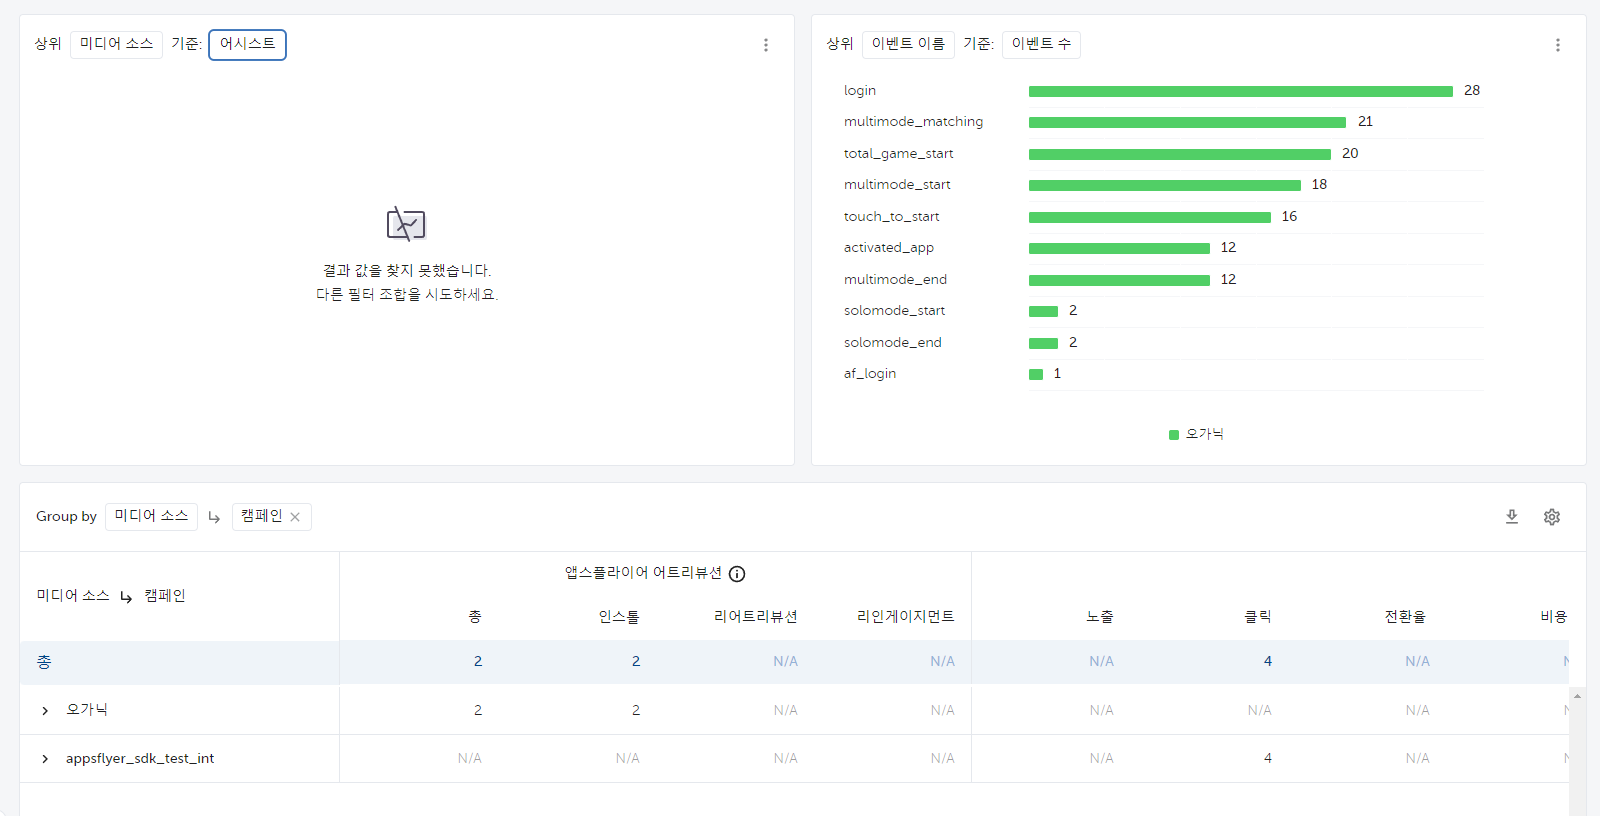 상위 미디어 소스 기준: 어시스트
결과 값을 찾지 못했습니다.
다른 필터 조합을 시도하세요.
상위 이벤트 이름 기준: 이벤트 수
login 28
multimode_matching 21
total_game_start 20
multimode_start 18
touch_to_start 16
activated_app 12
multimode_end 12
solomode_start 2
solomode_end 2
af_login 1
오가닉
Group by 미디어 소스 캠페인
앱스플라이어 어트리뷰션
미디어 소스 캠페인
총 인스톨 리어트리뷰션 리인게이지먼트 노출 클릭 전환율 비용
총 2 2 N/A N/A N/A 4 N/A
오가닉 2 2 N/A N/A N/A N/A N/A
appsflyer_sdk_test_int N/A N/A N/A N/A N/A 4 N/A